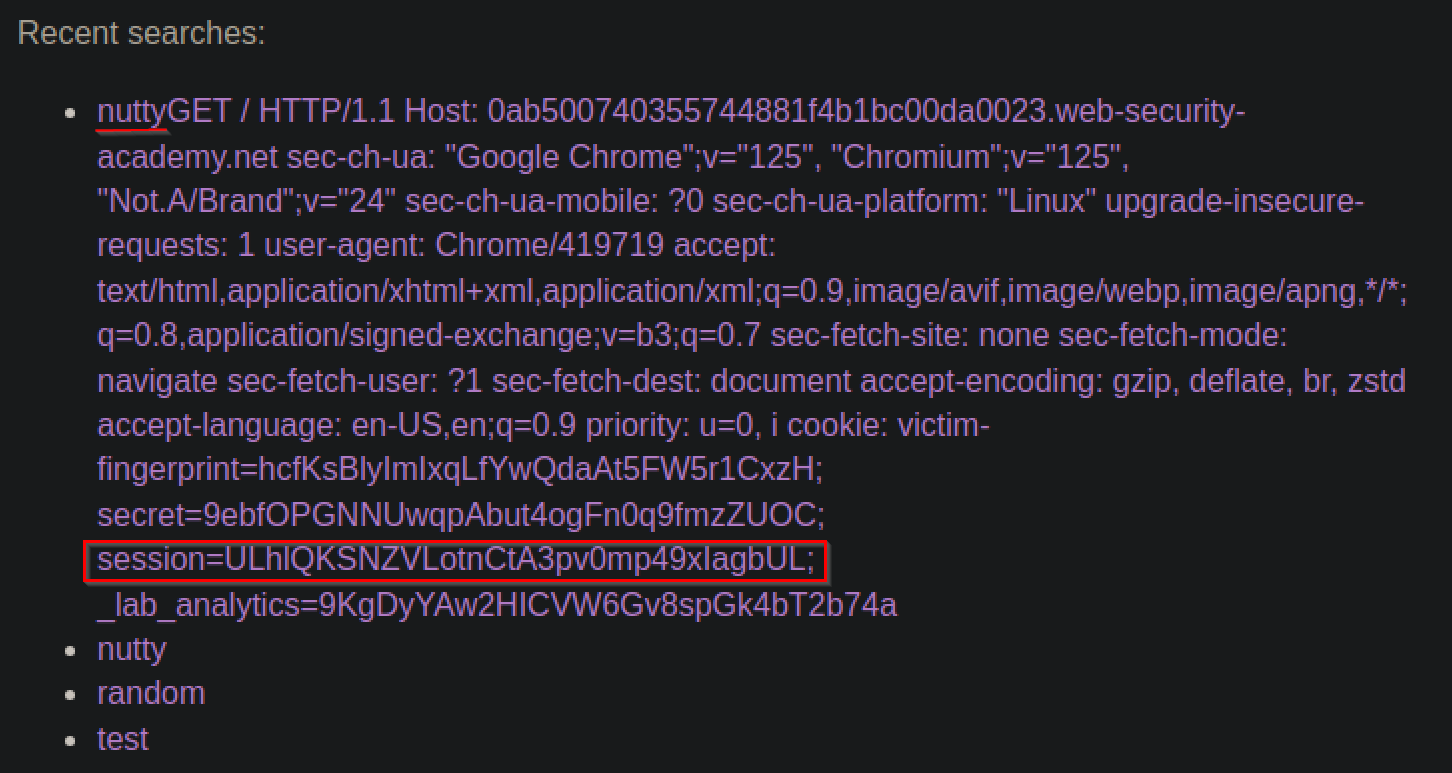 Recent searches:
nuttyGET / HTTP/1.1 Host: 0ab500740355744881f4b1bc00da0023.web-security-
academy.net sec-ch-ua: "Google Chrome";v="125", "Chromium";v="125",
"Not.A/Brand";v="24" sec-ch-ua-mobile: ?0 sec-ch-ua-platform: "Linux" upgrade-insecure-
requests: 1 user-agent: Chrome/419719 accept:
text/html,application/xhtml+xml,application/xml;q=0.9,image/avif,image/webp,image/apng,*/*;
q=0.8,application/signed-exchange;v=b3;q=0.7 sec-fetch-site: none sec-fetch-mode:
navigate sec-fetch-user: ?1 sec-fetch-dest: document accept-encoding: gzip, deflate, br, zstd
accept-language: en-US,en;q=0.9 priority: u=0, i cookie: victim-
fingerprint=hcfKsBlyImIxqLfYwQdaAt5FW5r1CxzH;
secret=9ebfOPGNNUwqpAbut4ogFn0q9fmzZUOC;
session=ULhlQKSNZVLotnCtA3pv0mp49xIagbUL;
_lab_analytics=9KgDyYAw2HICVW6Gv8spGk4bT2b74a
nutty
random
test